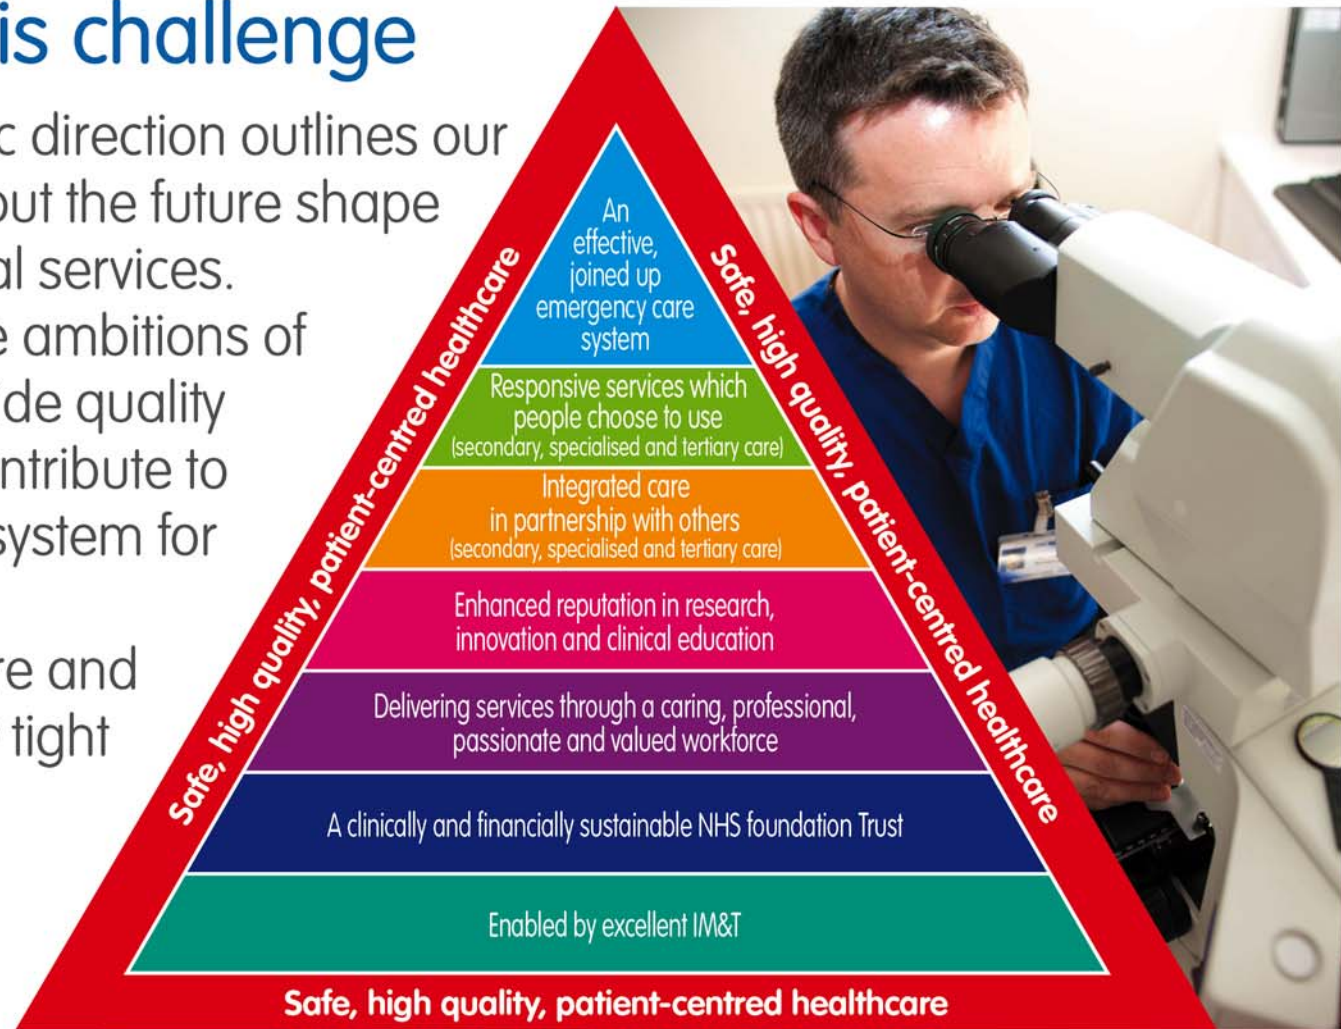 is challenge
c direction outlines our
out the future shape
al services.
e ambitions of
de quality
ntribute to
system for
re and
tight
An
effective,
joined up
emergency care
system
Responsive services which
people choose to use
(secondary, specialised and tertiary care)
Integrated care
in partnership with others
(secondary, specialised and tertiary care)
Enhanced reputation in research,
innovation and clinical education
Delivering services through a caring, professional,
passionate and valued workforce
A clinically and financially sustainable NHS foundation Trust
Enabled by excellent IM&T
Safe, high quality, patient-centred healthcare
Safe, high quality, patient-centred healthcare
Safe, high quality, patient-centred healthcare